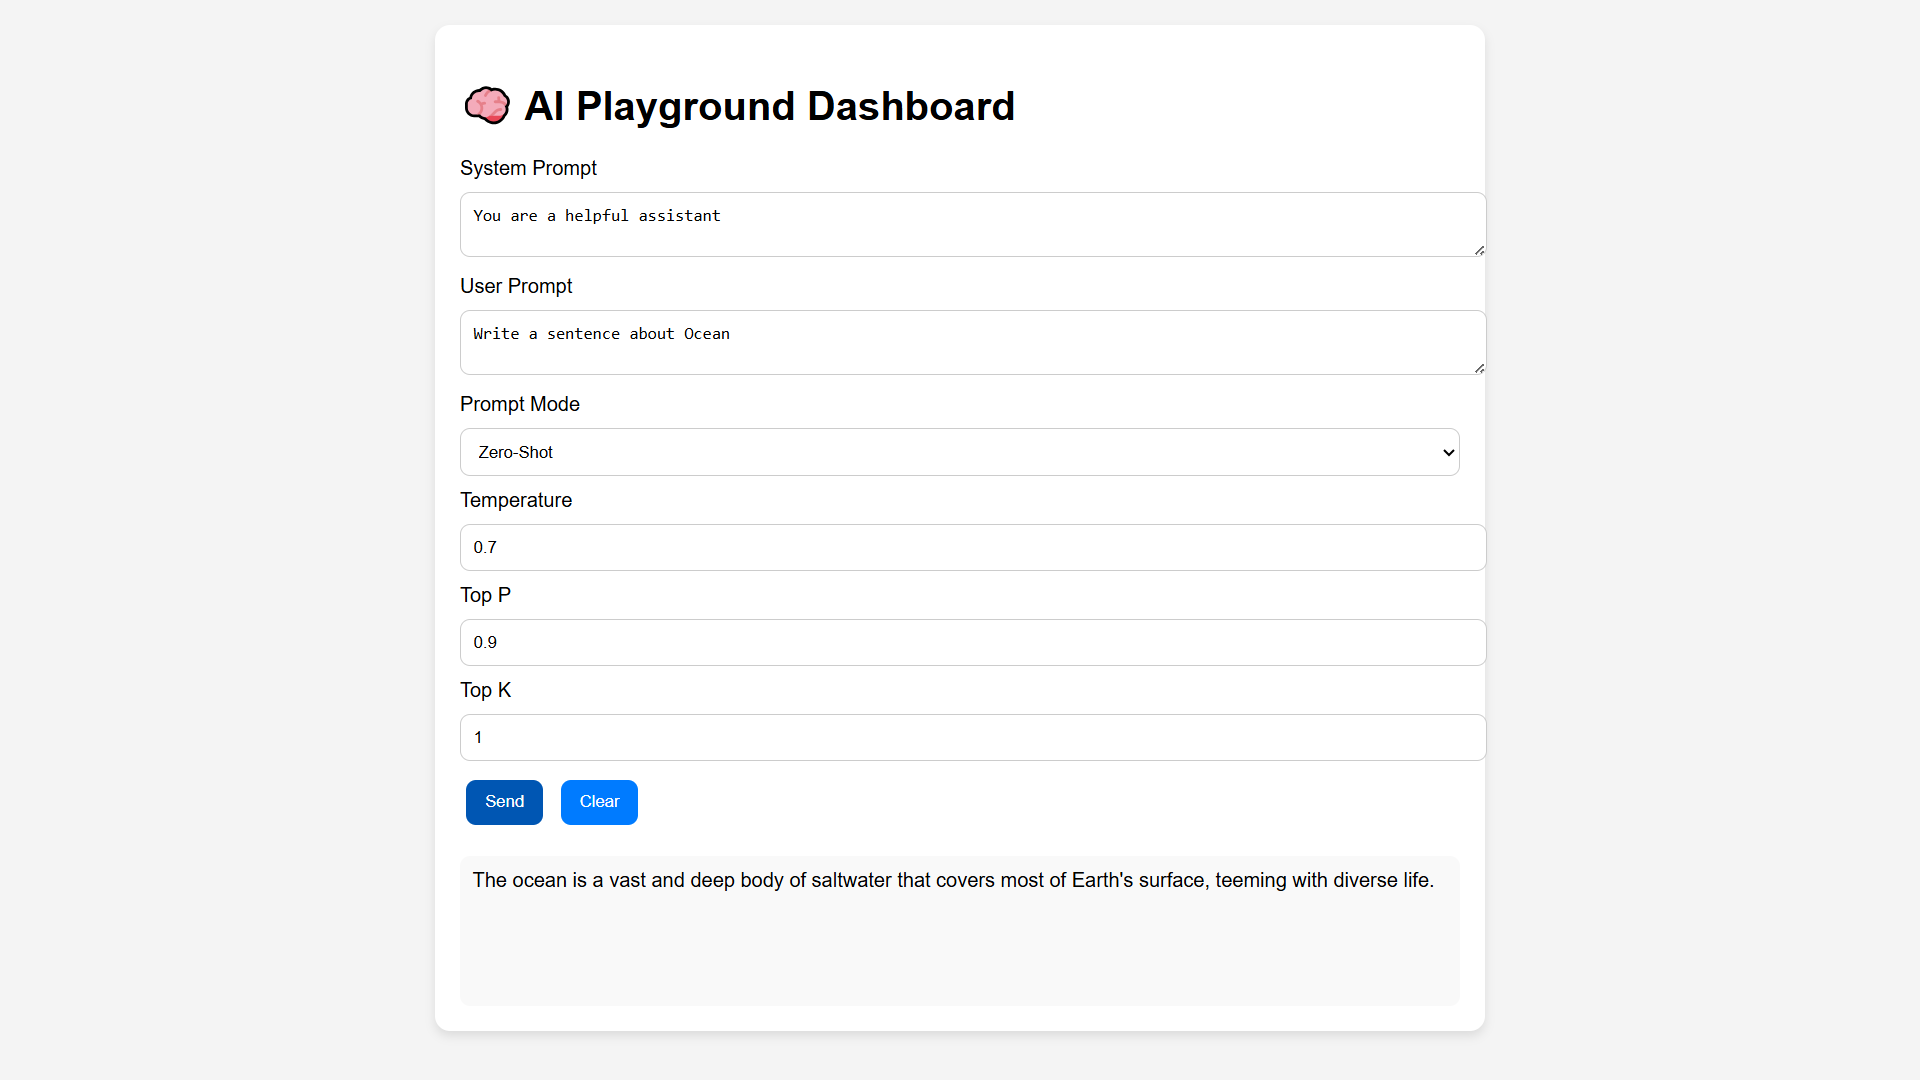 AI Playground Dashboard
System Prompt
You are a helpful assistant
User Prompt
Write a sentence about Ocean
Prompt Mode
Zero-Shot
Temperature
0.7
Top P
0.9
Top K
1
Send Clear
The ocean is a vast and deep body of saltwater that covers most of Earth's surface, teeming with diverse life.